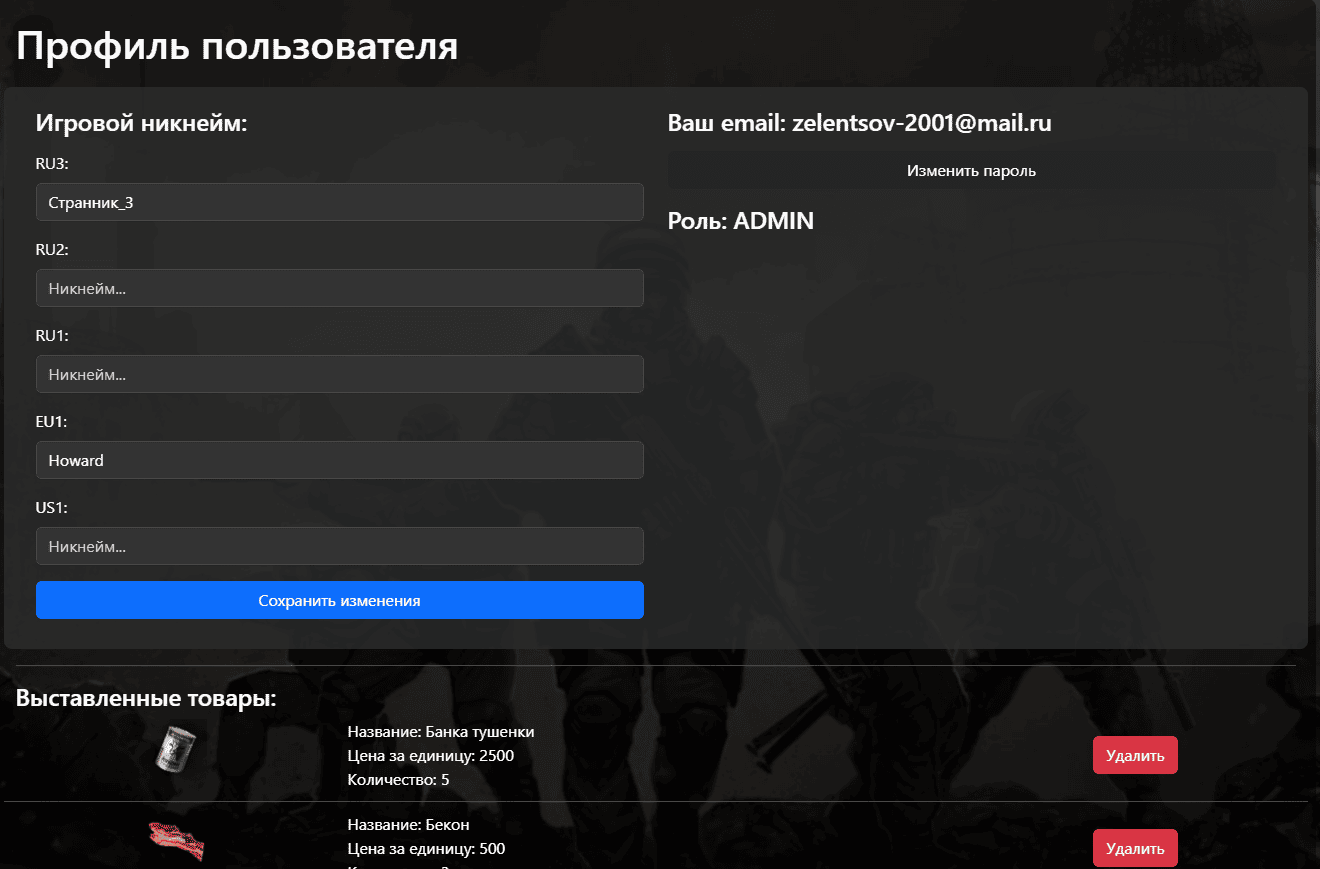 Профиль пользователя
Игровой никнейм:
RU3:
Странник_3
RU2:
Никнейм...
RU1:
Никнейм...
EU1:
Howard
US1:
Никнейм...
Сохранить изменения
Ваш email: zelentsov-2001@mail.ru
Изменить пароль
Роль: ADMIN
Выставленные товары:
Название: Банка тушенки
Цена за единицу: 2500
Количество: 5
Удалить
Название: Бекон
Цена за единицу: 500
Удалить